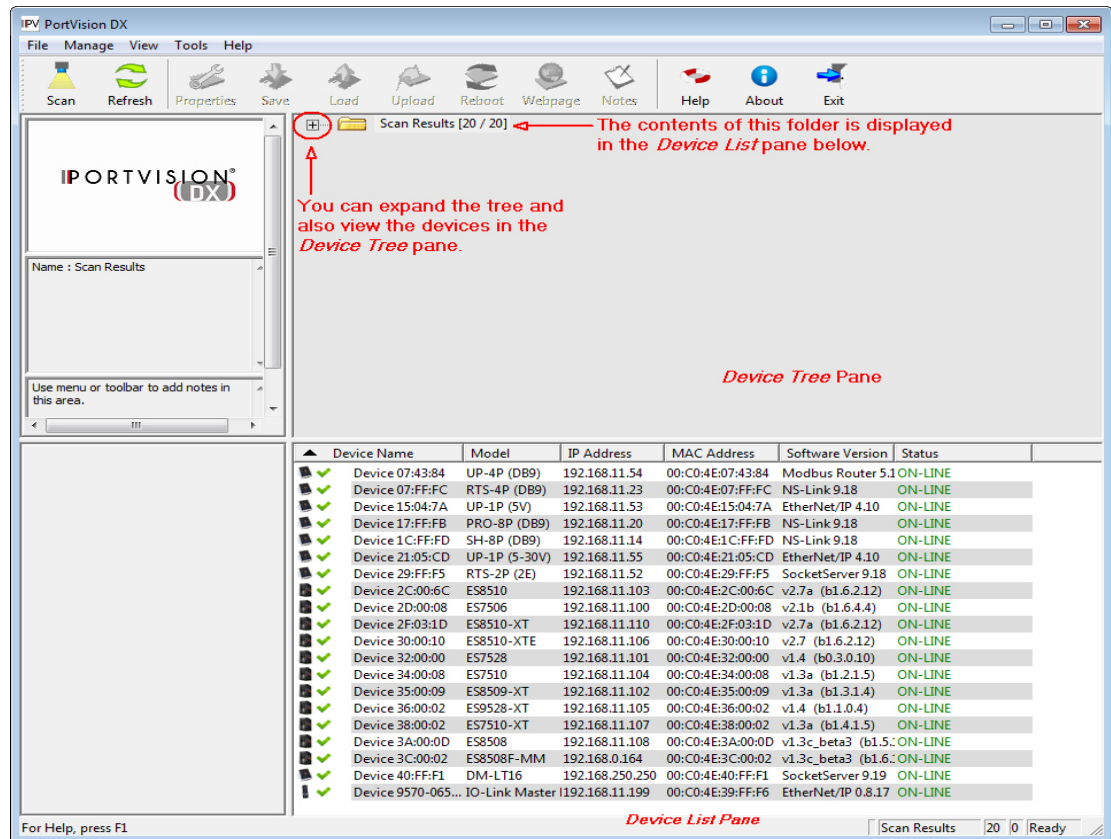 IPV PortVision DX
File Manage View Tools Help
Scan Refresh Properties Save Load Upload Reboot Webpage Notes Help About Exit
IPORTVISION® DX
Name : Scan Results
Use menu or toolbar to add notes in
this area.
Scan Results [20 / 20]
The contents of this folder is displayed
in the Device List pane below.
You can expand the tree and
also view the devices in the
Device Tree pane.
Device Tree Pane
Device Name Model IP Address MAC Address Software Version Status
Device 07:43:84 UP-4P (DB9) 192.168.11.54 00:C0:4E:07:43:84 Modbus Router 5.1 ON-LINE
Device 07:FF:FC RTS-4P (DB9) 192.168.11.23 00:C0:4E:07:FF:FC NS-Link 9.18 ON-LINE
Device 15:04:7A UP-1P (5V) 192.168.11.53 00:C0:4E:15:04:7A EtherNet/IP 4.10 ON-LINE
Device 17:FF:FB PRO-8P (DB9) 192.168.11.20 00:C0:4E:17:FF:FB NS-Link 9.18 ON-LINE
Device 1C:FF:FD SH-8P (DB9) 192.168.11.14 00:C0:4E:1C:FF:FD NS-Link 9.18 ON-LINE
Device 21:05:CD UP-1P (5-30V) 192.168.11.55 00:C0:4E:21:05:CD EtherNet/IP 4.10 ON-LINE
Device 29:FF:F5 RTS-2P (2E) 192.168.11.52 00:C0:4E:29:FF:F5 SocketServer 9.18 ON-LINE
Device 2C:00:6C ES8510 192.168.11.103 00:C0:4E:2C:00:6C v2.7a (b1.6.2.12) ON-LINE
Device 2D:00:08 ES7506 192.168.11.100 00:C0:4E:2D:00:08 v2.1b (b1.6.4.4) ON-LINE
Device 2F:03:1D ES8510-XT 192.168.11.110 00:C0:4E:2F:03:1D v2.7a (b1.6.2.12) ON-LINE
Device 30:00:10 ES8510-XTE 192.168.11.106 00:C0:4E:30:00:10 v2.7 (b1.6.2.12) ON-LINE
Device 32:00:00 ES7528 192.168.11.101 00:C0:4E:32:00:00 v1.4 (b0.3.0.10) ON-LINE
Device 34:00:08 ES7510 192.168.11.104 00:C0:4E:34:00:08 v1.3a (b1.2.1.5) ON-LINE
Device 35:00:09 ES8509-XT 192.168.11.102 00:C0:4E:35:00:09 v1.3a (b1.3.1.4) ON-LINE
Device 36:00:02 ES9528-XT 192.168.11.105 00:C0:4E:36:00:02 v1.4 (b1.1.0.4) ON-LINE
Device 38:00:02 ES7510-XT 192.168.11.107 00:C0:4E:38:00:02 v1.3a (b1.4.1.5) ON-LINE
Device 3A:00:0D ES8508 192.168.11.108 00:C0:4E:3A:00:0D v1.3c_beta3 (b1.5.: ON-LINE
Device 3C:00:02 ES8508F-MM 192.168.0.164 00:C0:4E:3C:00:02 v1.3c_beta3 (b1.6.: ON-LINE
Device 40:FF:F1 DM-LT16 192.168.250.250 00:C0:4E:40:FF:F1 SocketServer 9.19 ON-LINE
Device 9570-065... IO-Link Master 192.168.11.199 00:C0:4E:39:FF:F6 EtherNet/IP 0.8.17 ON-LINE
Device List Pane
For Help, press F1 Scan Results 20 0 Ready